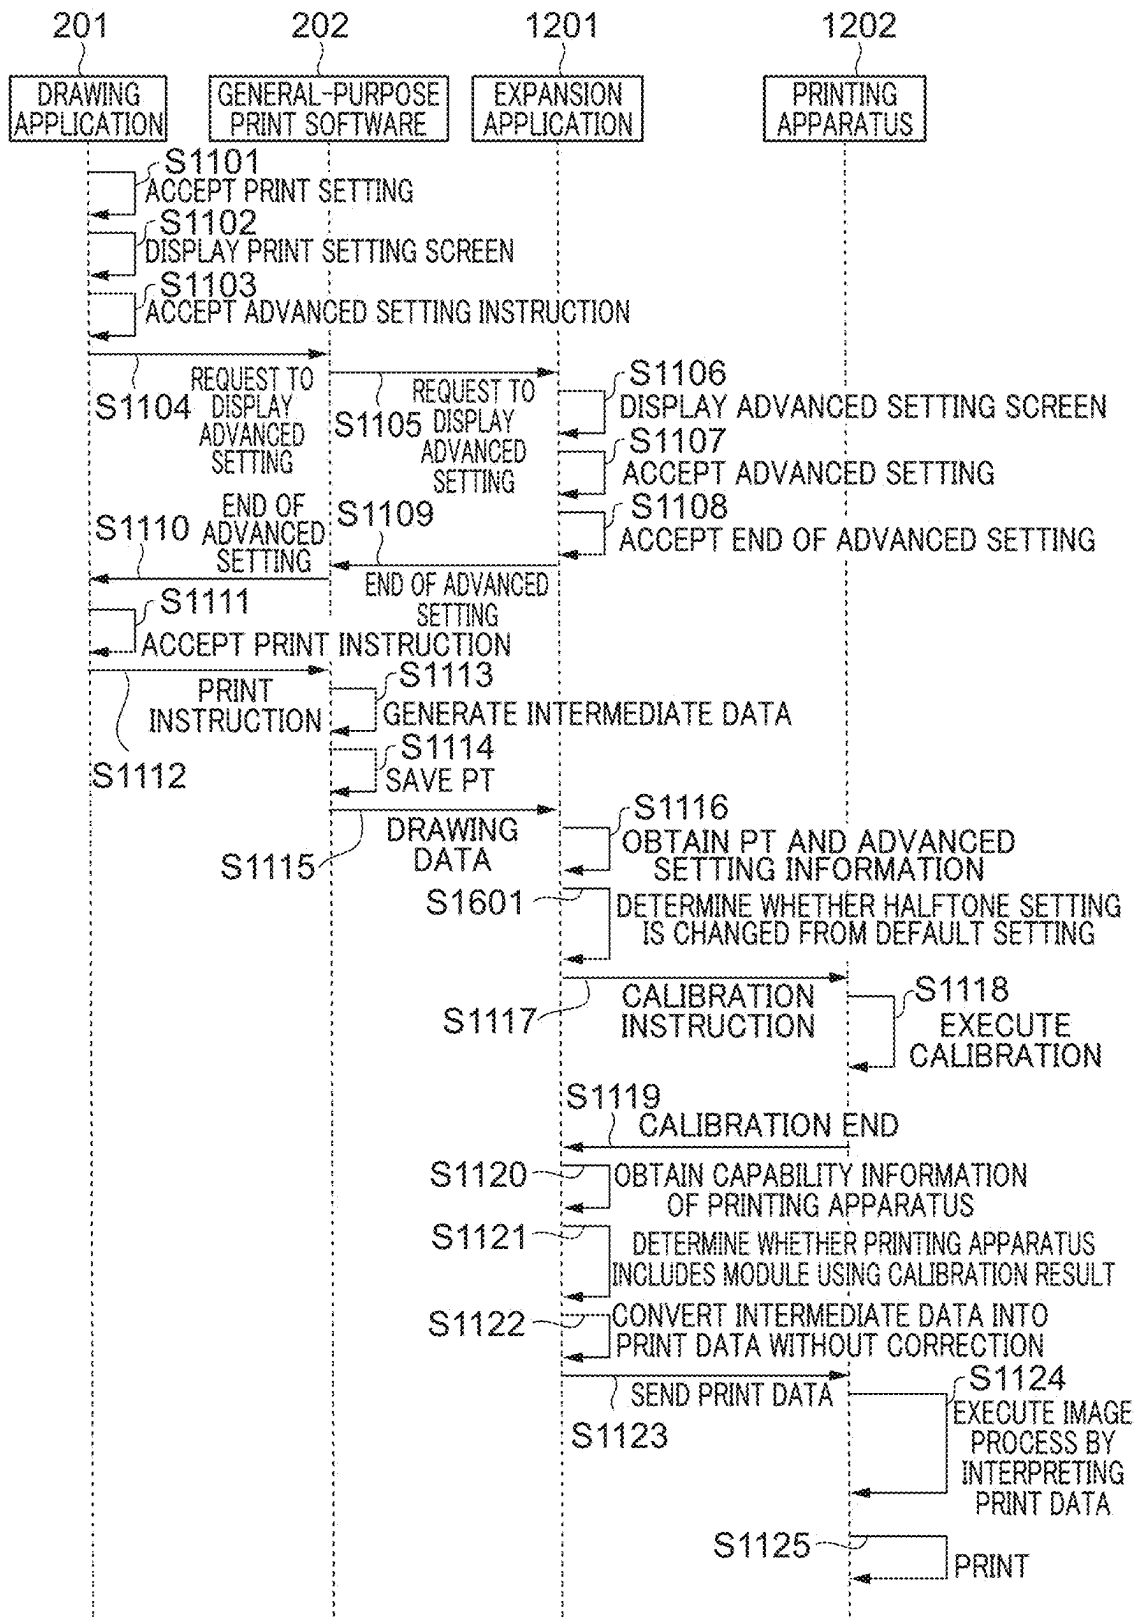 201
202
1201
1202
DRAWING
APPLICATION
GENERAL-PURPOSE
PRINT SOFTWARE
EXPANSION
APPLICATION
PRINTING
APPARATUS
S1101
ACCEPT PRINT SETTING
S1102
DISPLAY PRINT SETTING SCREEN
S1103
ACCEPT ADVANCED SETTING INSTRUCTION
S1104
REQUEST TO
DISPLAY
ADVANCED
SETTING
S1105
REQUEST TO
DISPLAY
ADVANCED
SETTING
S1106
DISPLAY ADVANCED SETTING SCREEN
S1107
ACCEPT ADVANCED SETTING
S1108
ACCEPT END OF ADVANCED SETTING
S1109
END OF ADVANCED
SETTING
S1110
END OF
ADVANCED
SETTING
S1111
ACCEPT PRINT INSTRUCTION
S1112
PRINT
INSTRUCTION
S1113
GENERATE INTERMEDIATE DATA
S1114
SAVE PT
S1115
DRAWING
DATA
S1116
OBTAIN PT AND ADVANCED
SETTING INFORMATION
S1601
DETERMINE WHETHER HALFTONE SETTING
IS CHANGED FROM DEFAULT SETTING
S1117
CALIBRATION
INSTRUCTION
S1118
EXECUTE
CALIBRATION
S1119
CALIBRATION END
S1120
OBTAIN CAPABILITY INFORMATION
OF PRINTING APPARATUS
S1121
DETERMINE WHETHER PRINTING APPARATUS
INCLUDES MODULE USING CALIBRATION RESULT
S1122
CONVERT INTERMEDIATE DATA INTO
PRINT DATA WITHOUT CORRECTION
S1123
SEND PRINT DATA
S1124
EXECUTE IMAGE
PROCESS BY
INTERPRETING
PRINT DATA
S1125
PRINT